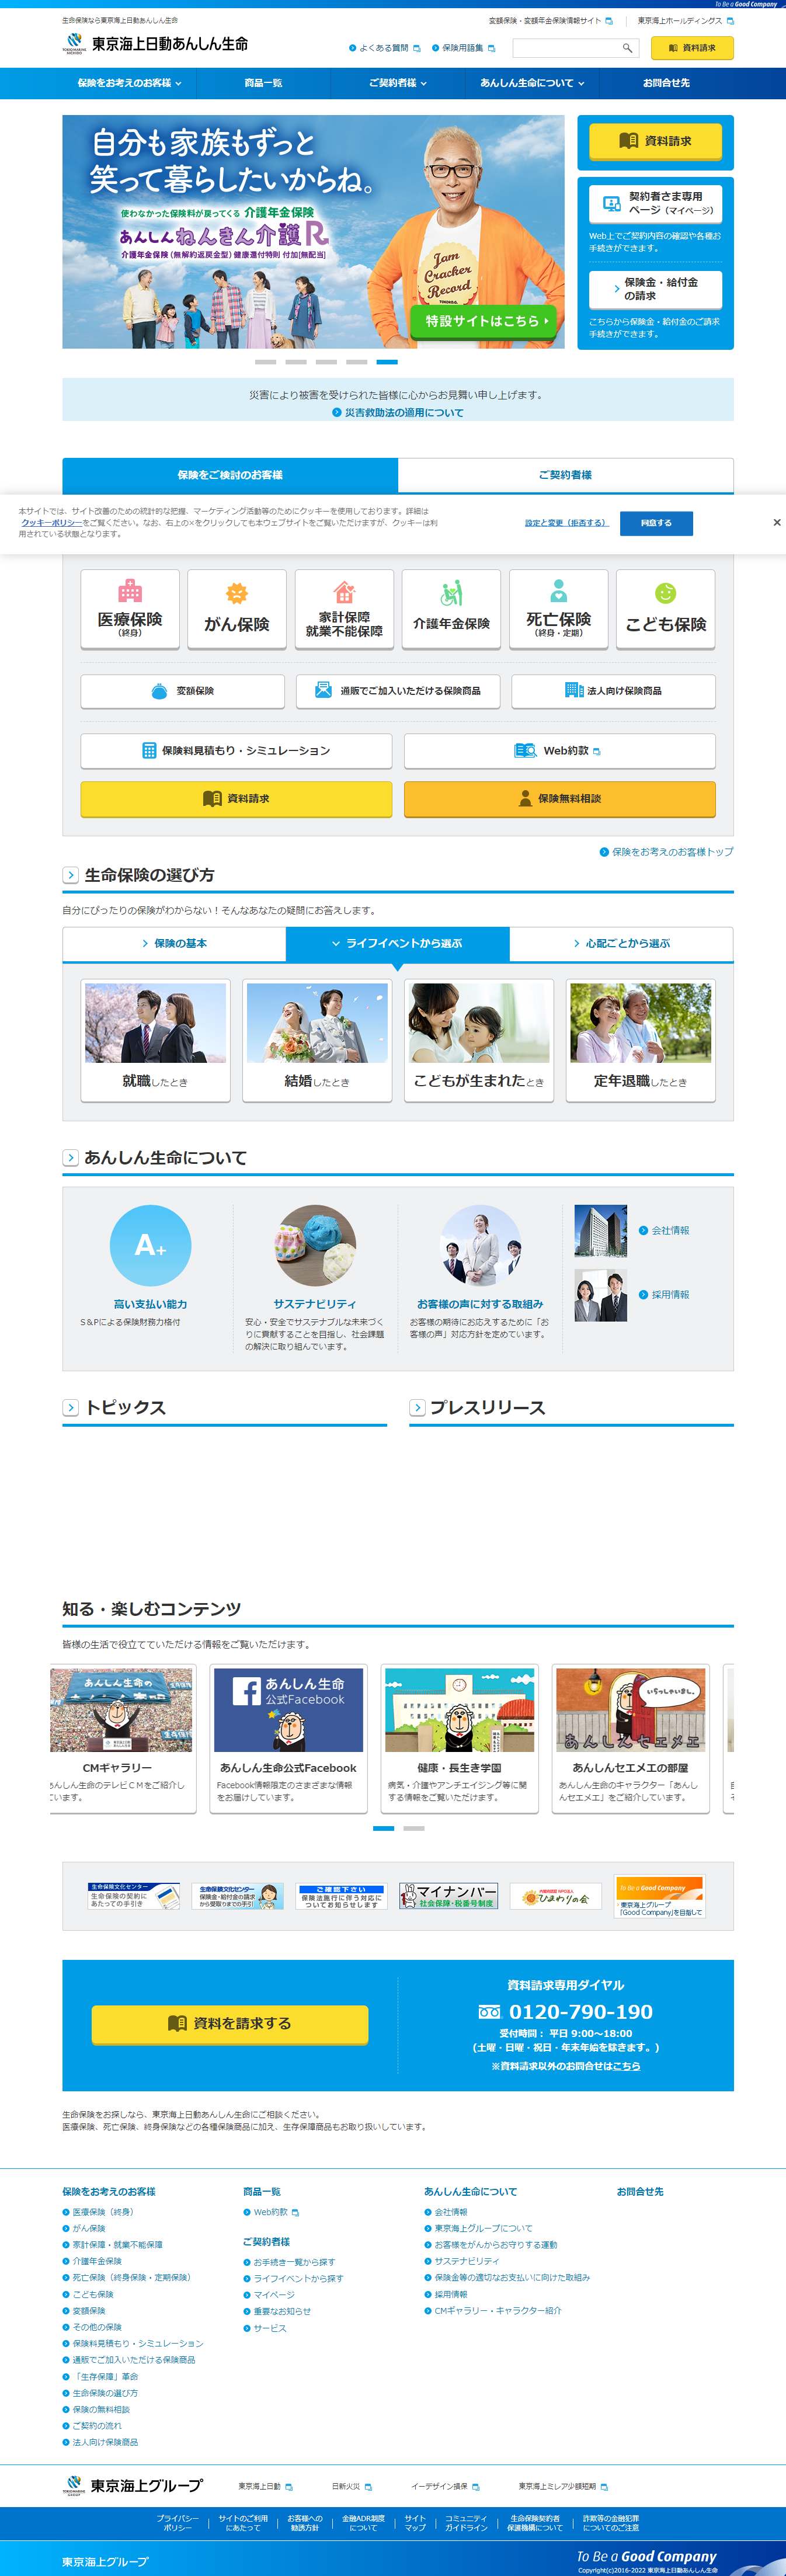 To Be a Good Company
生命保険なら東京海上日動あんしん生命
変額保険・変額年金保険情報サイト
東京海上ホールディングス
東京海上日動あんしん生命
よくある質問
保険用語集
資料請求
保険をお考えのお客様
商品一覧
ご契約者様
あんしん生命について
お問合せ先
自分も家族もずっと
笑って暮らしたいからね。
使わなかった保険料が戻ってくる 介護年金保険
あんしんねんきん介護R
介護年金保険(無解約返戻金型)健康還付特則 付加[無配当]
Jam
Cracker
Record
特設サイトはこちら
資料請求
契約者さま専用
ページ（マイページ）
Web上でご契約内容の確認や各種お
手続きができます。
保険金・給付金
の請求
こちらから保険金・給付金のご請求
手続きができます。
災害により被害を受けられた皆様に心からお見舞い申し上げます。
災害救助法の適用について
保険をご検討のお客様
ご契約者様
本サイトでは、サイト改善のための統計的な把握、マーケティング活動等のためにクッキーを使用しております。詳細は
クッキーポリシーをご覧ください。なお、右上の×をクリックしても本ウェブサイトをご覧いただけますが、クッキーは利
用されている状態となります。
設定と変更（拒否する）
同意する
医療保険
（終身）
がん保険
家計保障
就業不能保障
介護年金保険
死亡保険
（終身・定期）
こども保険
変額保険
通販でご加入いただける保険商品
法人向け保険商品
保険料見積もり・シミュレーション
Web約款
資料請求
保険無料相談
保険をお考えのお客様トップ
生命保険の選び方
自分にぴったりの保険がわからない！そんなあなたの疑問にお答えします。
保険の基本
ライフイベントから選ぶ
心配ごとから選ぶ
就職したとき
結婚したとき
こどもが生まれたとき
定年退職したとき
あんしん生命について
A+
高い支払い能力
S＆Pによる保険財務力格付
サステナビリティ
安心・安全でサステナブルな未来づく
りに貢献することを目指し、社会課題
の解決に取り組んでいます。
お客様の声に対する取組み
お客様の期待にお応えするために「お
客様の声」対応方針を定めています。
会社情報
採用情報
トピックス
プレスリリース
知る・楽しむコンテンツ
皆様の生活で役立てていただける情報をご覧いただけます。
あんしん生命の
CMギャラリー
あんしん生命のテレビＣＭをご紹介し
ています。
あんしん生命
公式Facebook
あんしん生命公式Facebook
Facebook情報限定のさまざまな情報
をお届けしています。
健康・長生き学園
病気・介護やアンチエイジング等に関
する情報をご覧いただけます。
いらっしゃいまし。
あんしんセエメエ
あんしんセエメエの部屋
あんしん生命のキャラクター「あんし
んセエメエ」をご紹介しています。
生命保険文化センター
生命保険の契約に
あたっての手引き
生命保険文化センター
保険金・給付金の請求
から受取りまでの手引
ご確認下さい
保険法施行に伴う対応に
ついてお知らせします
マイナンバー
社会保障・税番号制度
ひまわりの会
To Be a Good Company
東京海上グループ
「Good Company」を目指して
資料を請求する
資料請求専用ダイヤル
0120-790-190
受付時間： 平日 9:00～18:00
(土曜・日曜・祝日・年末年始を除きます。)
※資料請求以外のお問合せはこちら
生命保険をお探しなら、東京海上日動あんしん生命にご相談ください。
医療保険、死亡保険、終身保険などの各種保険商品に加え、生存保障商品もお取り扱いしています。
保険をお考えのお客様
医療保険（終身）
がん保険
家計保障・就業不能保障
介護年金保険
死亡保険（終身保険・定期保険）
こども保険
変額保険
その他の保険
保険料見積もり・シミュレーション
通販でご加入いただける保険商品
「生存保障」革命
生命保険の選び方
保険の無料相談
ご契約の流れ
法人向け保険商品
商品一覧
Web約款
ご契約者様
お手続き一覧から探す
ライフイベントから探す
マイページ
重要なお知らせ
サービス
あんしん生命について
会社情報
東京海上グループについて
お客様をがんからお守りする運動
サステナビリティ
保険金等の適切なお支払いに向けた取組み
採用情報
CMギャラリー・キャラクター紹介
お問合せ先
東京海上グループ
東京海上日動
日新火災
イーデザイン損保
東京海上ミレア少額短期
プライバシー
ポリシー
サイトのご利用
にあたって
お客様への
勧誘方針
金融ADR制度
について
サイト
マップ
コミュニティ
ガイドライン
生命保険契約者
保護機構について
詐欺等の金融犯罪
についてのご注意
東京海上グループ
To Be a Good Company
Copyright(c)2016-2022 東京海上日動あんしん生命